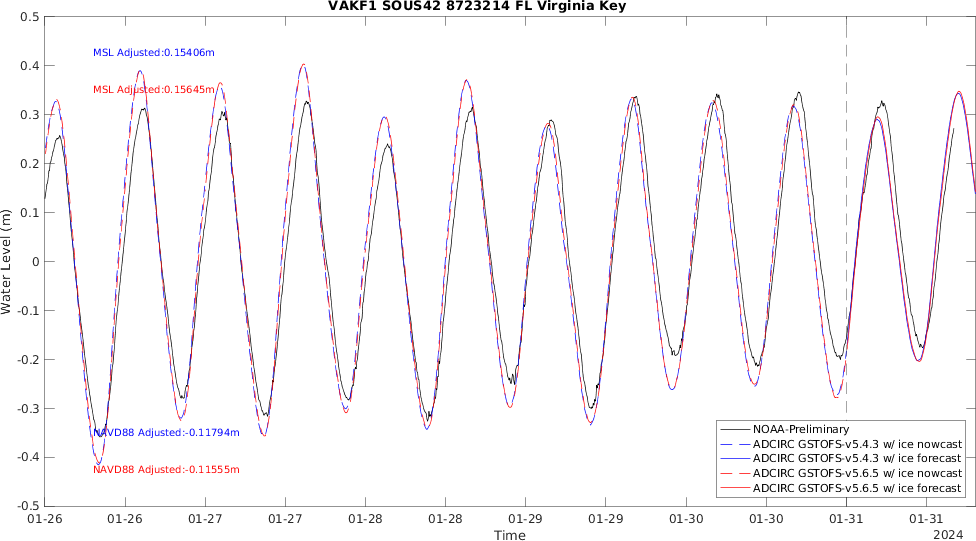 VAKF1 SOUS42 8723214 FL Virginia Key
0.5
0.4
0.3
0.2
0.1
0
-0.1
-0.2
-0.3
-0.4
-0.5
Water Level (m)
MSL Adjusted:0.15406m
MSL Adjusted:0.15645m
NAVD88 Adjusted:-0.11794m
NAVD88 Adjusted:-0.11555m
NOAA-Preliminary
ADCIRC GSTOFS-v5.4.3 w/ ice nowcast
ADCIRC GSTOFS-v5.4.3 w/ ice forecast
ADCIRC GSTOFS-v5.6.5 w/ ice nowcast
ADCIRC GSTOFS-v5.6.5 w/ ice forecast
01-26 01-26 01-27 01-27 01-28 01-28 01-29 01-29 01-30 01-30 01-31 01-31
Time
2024